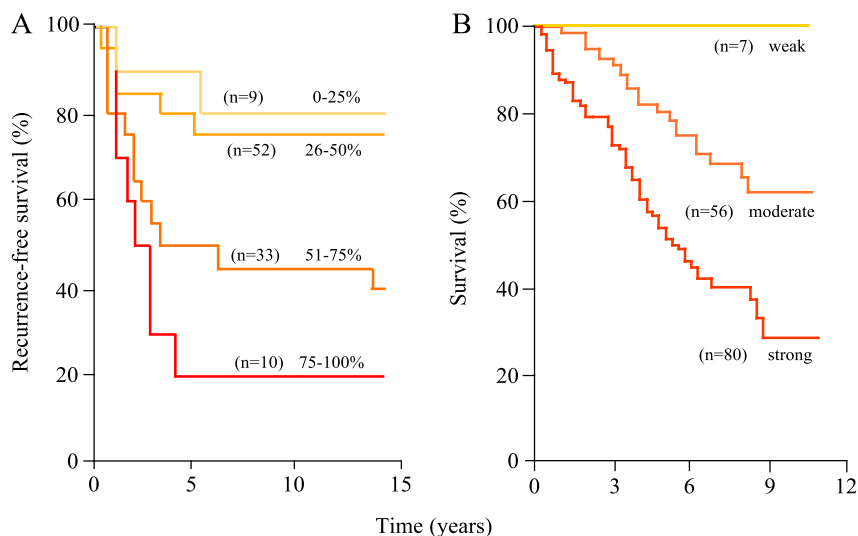 A
100
80
60
40
20
0
Recurrence-free survival (%)
(n=9) 0-25%
(n=52) 26-50%
(n=33) 51-75%
(n=10) 75-100%
0 5 10 15
B
100
80
60
40
20
0
Survival (%)
(n=7) weak
(n=56) moderate
(n=80) strong
0 3 6 9 12
Time (years)